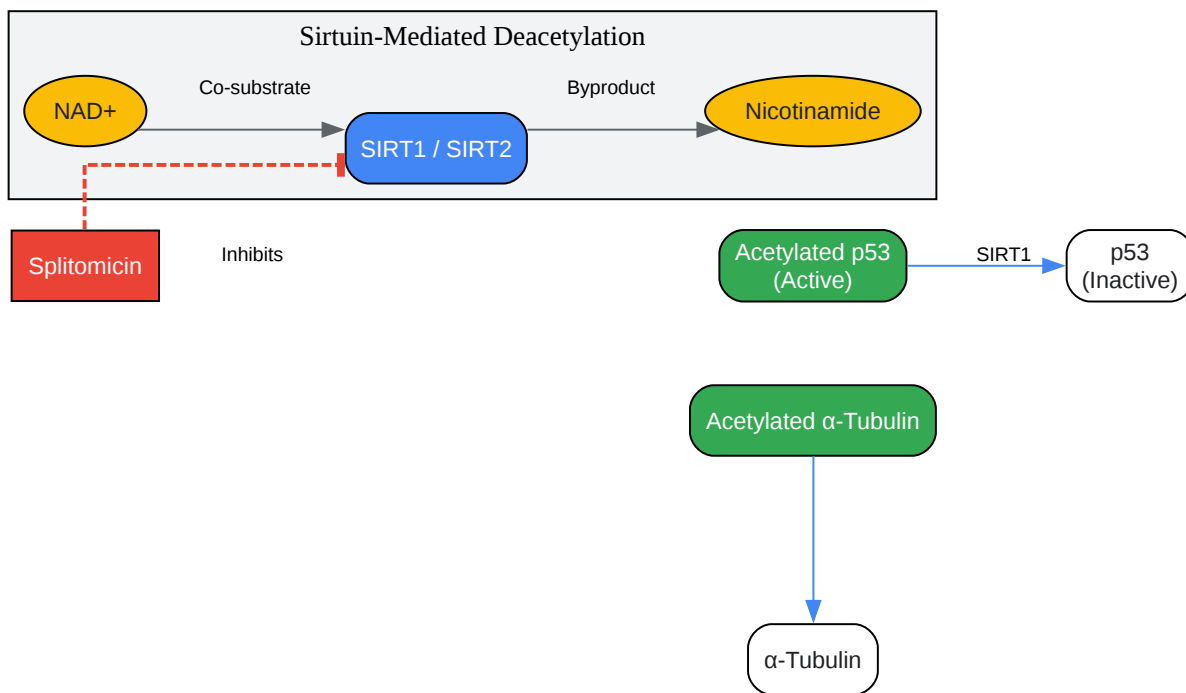 Sirtuin-Mediated Deacetylation
NAD+
Co-substrate
SIRT1 / SIRT2
Byproduct
Nicotinamide
Splitomicin
Inhibits
Acetylated p53
(Active)
SIRT1
p53
(Inactive)
Acetylated α-Tubulin
α-Tubulin